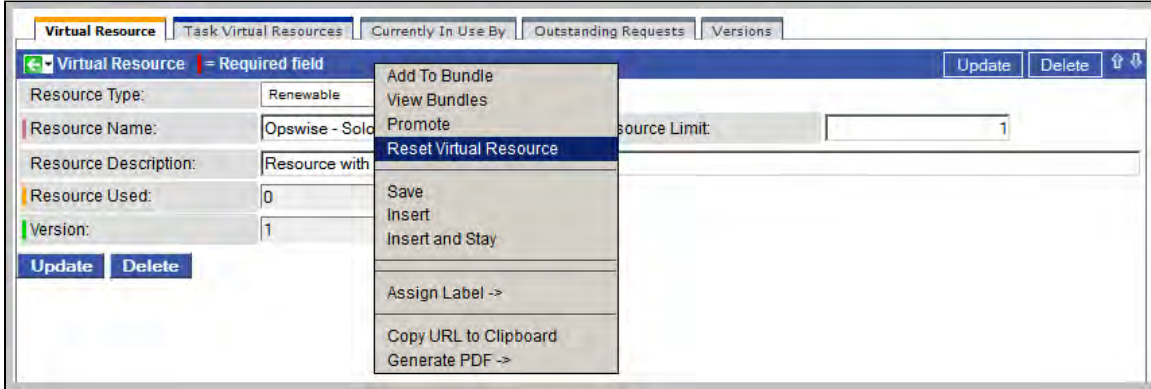 Virtual Resource Task Virtual Resources Currently In Use By Outstanding Requests Versions
Virtual Resource = Required field Update Delete
Resource Type: Renewable
Resource Name: Opswise - Solo source Limit: 1
Resource Description: Resource with
Resource Used: 0
Version: 1
Update Delete
Add To Bundle
View Bundles
Promote
Reset Virtual Resource
Save
Insert
Insert and Stay
Assign Label ->
Copy URL to Clipboard
Generate PDF ->